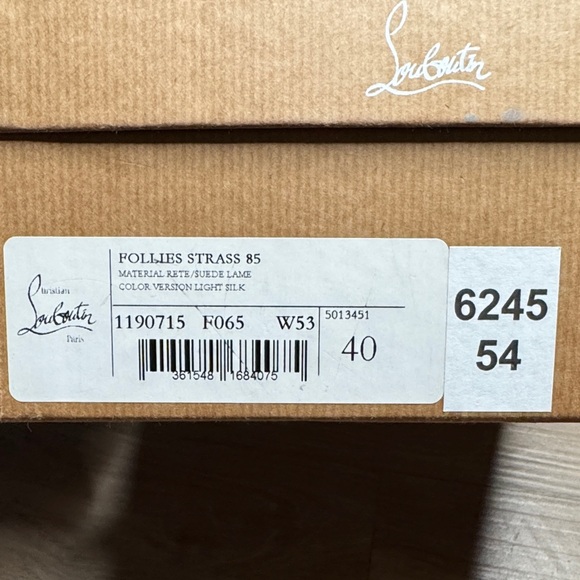 Louboutin
FOLLIES STRASS 85
MATERIAL RETE/SUEDE LAME
COLOR VERSION LIGHT SILK
Christian
Louboutin
Paris
1190715 F065 W53
5013451
40
361548 1684075
6245
54